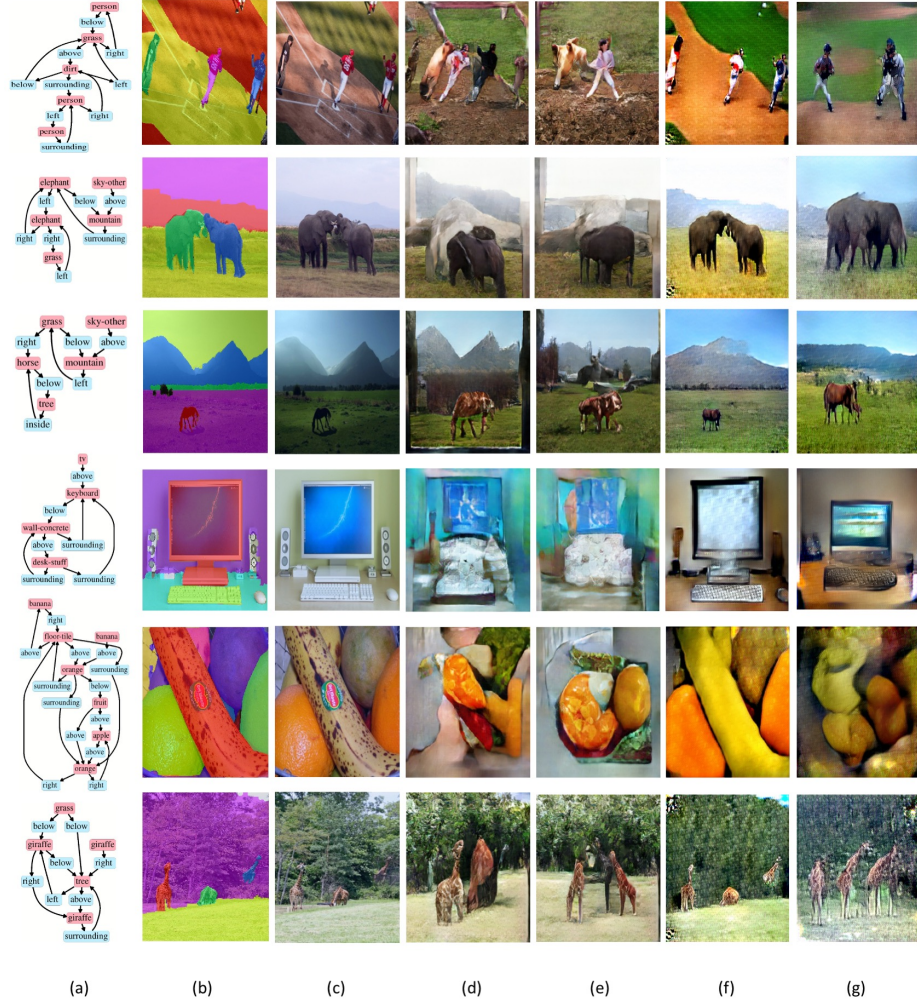 person
below
grass
above
right
dirt
below
surrounding
left
person
left
right
person
surrounding
elephant
sky-other
left
below
above
elephant
mountain
right
right
surrounding
grass
left
grass
sky-other
right
below
above
horse
mountain
below
left
tree
inside
tv
above
keyboard
below
wall-concrete
above
surrounding
desk-stuff
surrounding
surrounding
banana
right
floor-tile
banana
above
above
above
orange
surrounding
surrounding
below
surrounding
fruit
above
above
apple
above
orange
right
right
grass
below
below
giraffe
giraffe
below
right
right
tree
left
above
giraffe
surrounding
(a)
(b)
(c)
(d)
(e)
(f)
(g)